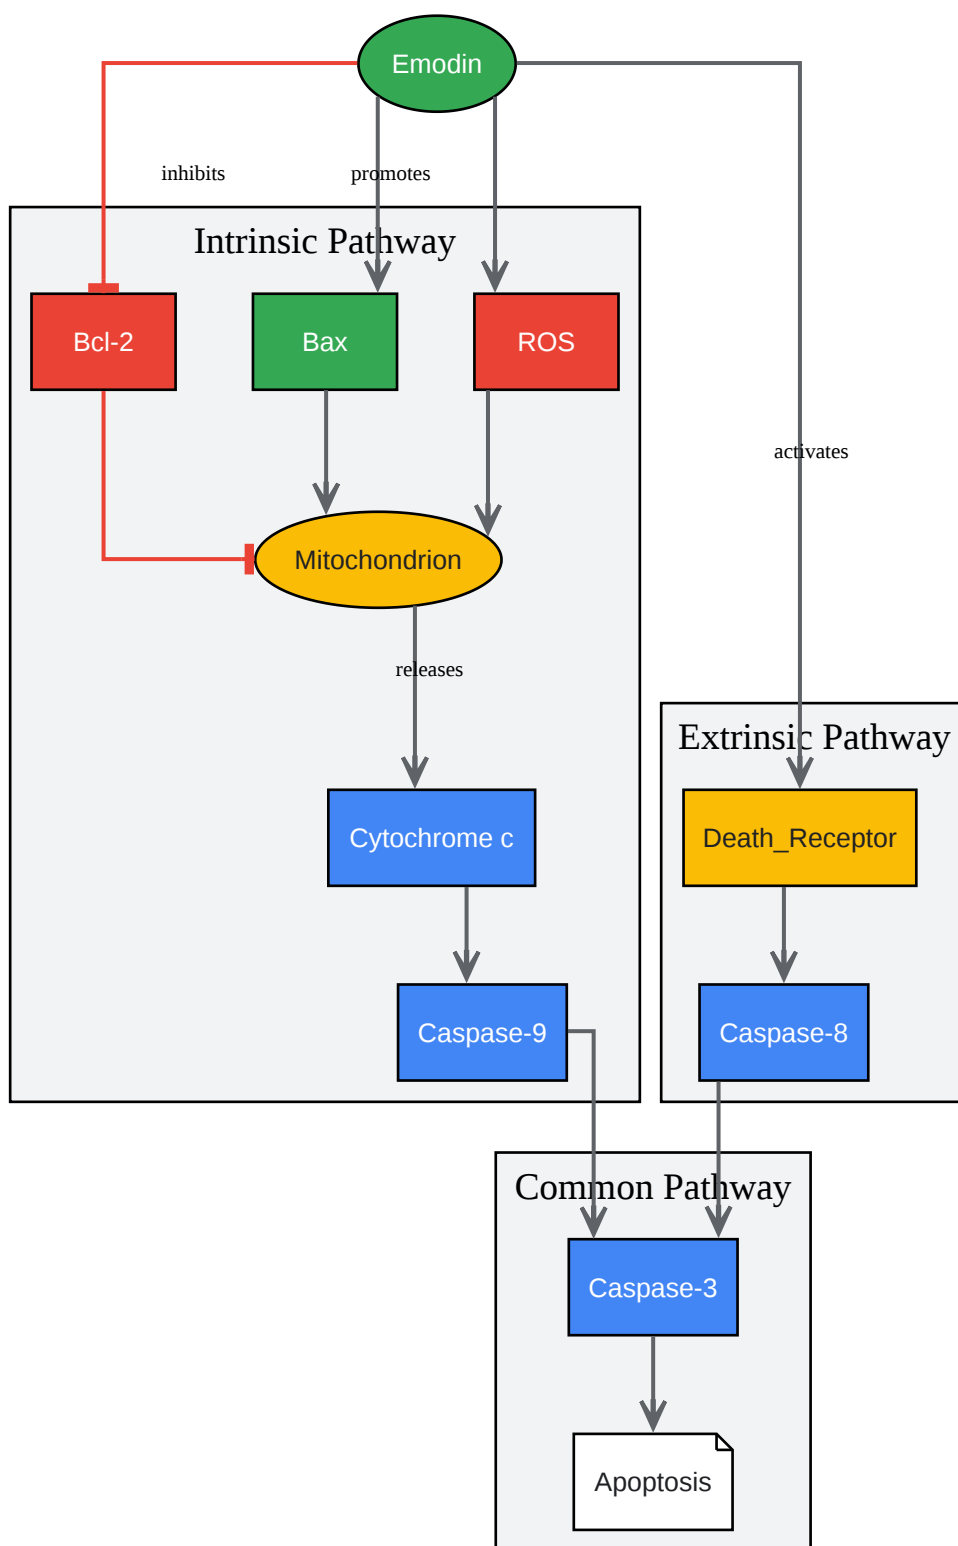 Emodin
inhibits
promotes
Intrinsic Pathway
Bcl-2
Bax
ROS
activates
Mitochondrion
releases
Extrinsic Pathway
Cytochrome c
Death_Receptor
Caspase-9
Caspase-8
Common Pathway
Caspase-3
Apoptosis